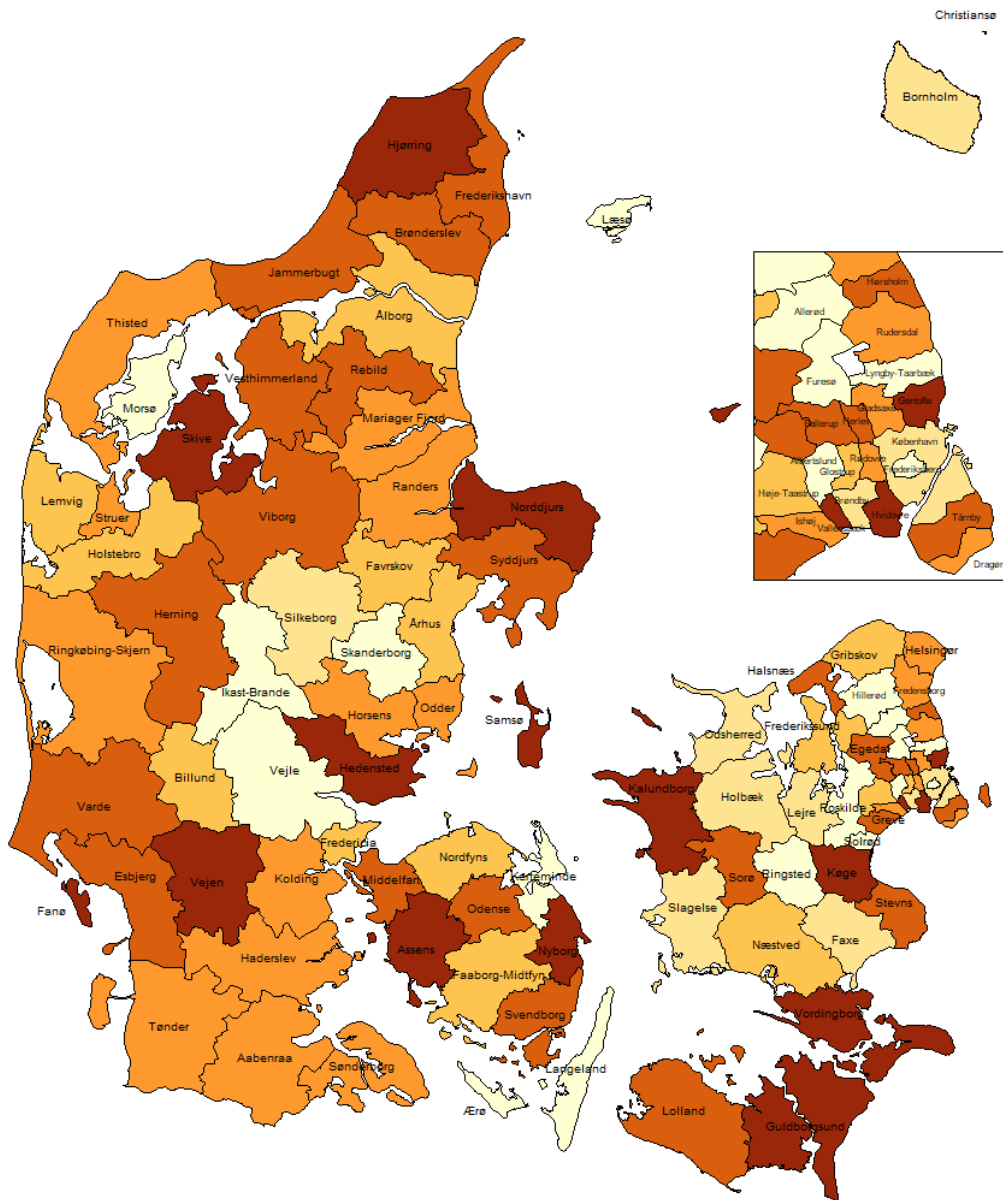 Christiansø
Bornholm
Hjørring
Frederikshavn
Læsø
Brønderslev
Jammerbugt
Thisted
Ålborg
Vesthimmerland
Rebild
Morsø
Mariager Fjord
Skive
Randers
Norddjurs
Lemvig
Struer
Viborg
Holstebro
Favrskov
Syddjurs
Herning
Silkeborg
Århus
Ringkøbing-Skjern
Skanderborg
Ikast-Brande
Horsens
Odder
Samsø
Hedensted
Vejle
Billund
Varde
Fredericia
Esbjerg
Vejen
Kolding
Fanø
Haderslev
Tønder
Aabenraa
Sønderborg
Nordfyns
Middelfart
Kerteminde
Odense
Assens
Nyborg
Faaborg-Midtfyn
Svendborg
Langeland
Ærø
Hørsholm
Allerød
Rudersdal
Lyngby-Taarbæk
Furesø
Gentofte
Gladsaxe
Ballerup
Herlev
København
Albertslund
Rødovre
Frederiksberg
Glostrup
Høje-Taastrup
Brøndby
Hvidovre
Ishøj
Vallensbæk
Tårnby
Dragør
Gribskov
Helsingør
Halsnæs
Hillerød
Fredensborg
Frederikssund
Odsherred
Egedal
Kalundborg
Holbæk
Lejre
Roskilde
Greve
Solrød
Sorø
Ringsted
Køge
Stevns
Slagelse
Næstved
Faxe
Vordingborg
Lolland
Guldborgsund